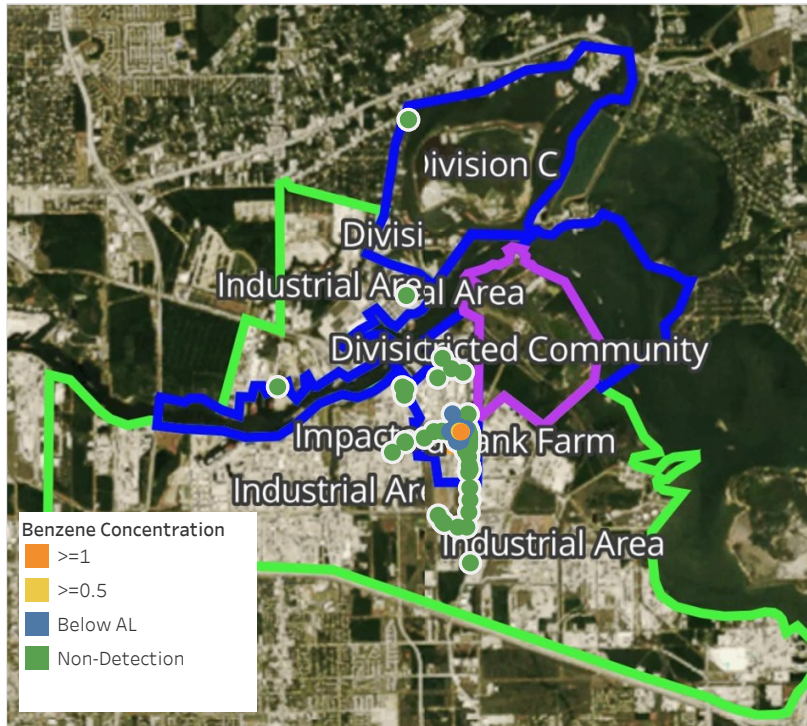 Division C
Divisi
Industrial Area
al Area
Divisi
ricted Community
Impact
Tank Farm
Industrial Ar
Industrial Area
Benzene Concentration
>=1
>=0.5
Below AL
Non-Detection